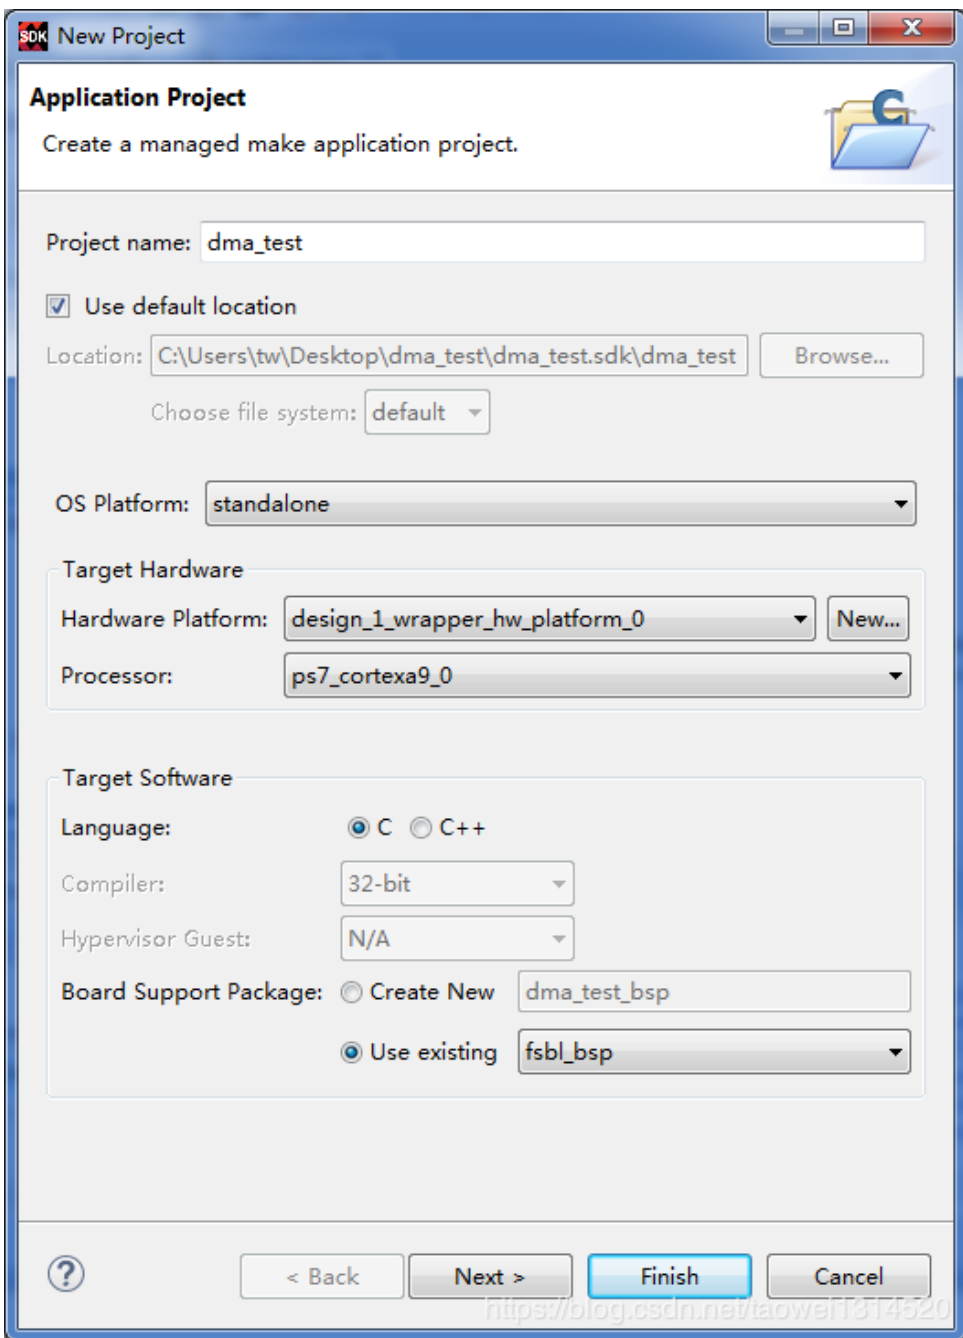 SDK New Project
Application Project
Create a managed make application project.
Project name: dma_test
Use default location
Location: C:\Users\tw\Desktop\dma_test\dma_test.sdk\dma_test Browse...
Choose file system: default
OS Platform: standalone
Target Hardware
Hardware Platform: design_1_wrapper_hw_platform_0 New...
Processor: ps7_cortexa9_0
Target Software
Language: C C++
Compiler: 32-bit
Hypervisor Guest: N/A
Board Support Package: Create New dma_test_bsp
Use existing fsbl_bsp
? < Back Next > Finish Cancel
https://blog.csdn.net/taowei1314520